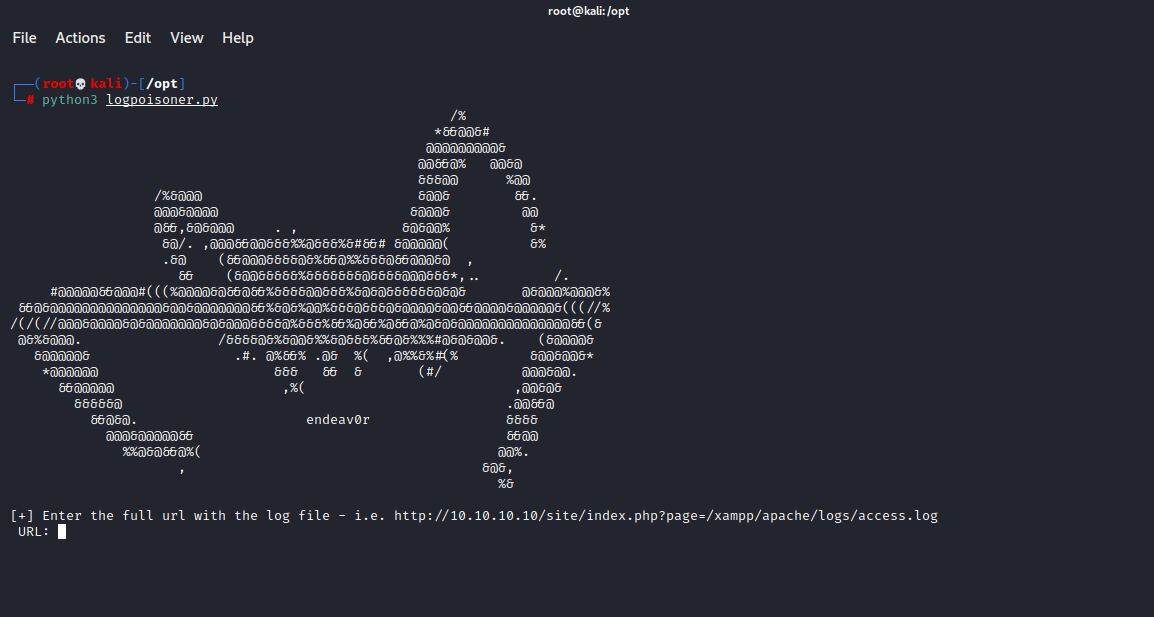 root@kali: /opt
File Actions Edit View Help
(root💀kali)-[/opt]
# python3 logpoisoner.py
endeav0r
[+] Enter the full url with the log file - i.e. http://10.10.10.10/site/index.php?page=/xampp/apache/logs/access.log
URL: